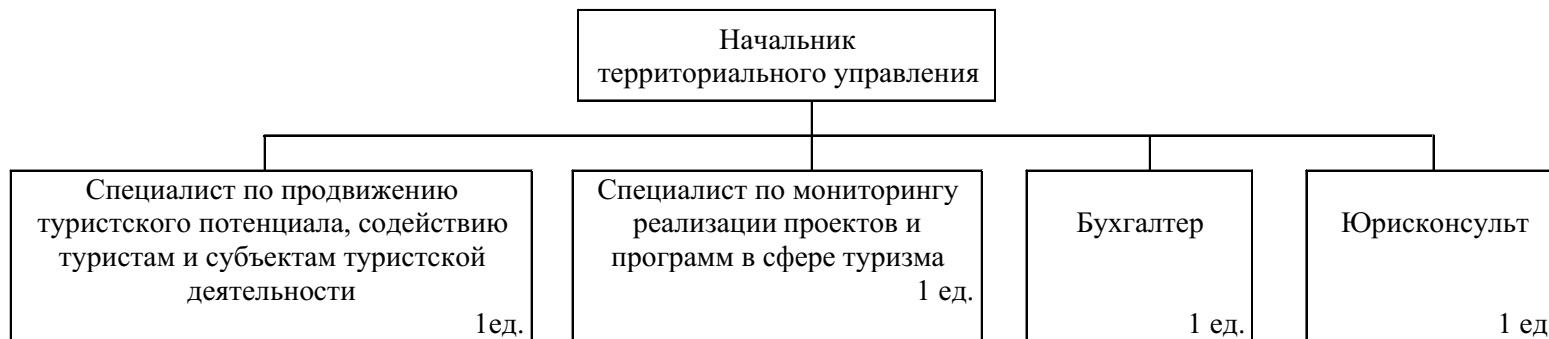 Начальник
территориального управления
Специалист по продвижению
туристского потенциала, содействию
туристам и субъектам туристской
деятельности
1ед.
Специалист по мониторингу
реализации проектов и
программ в сфере туризма
1 ед.
Бухгалтер
1 ед.
Юрисконсульт
1 ед